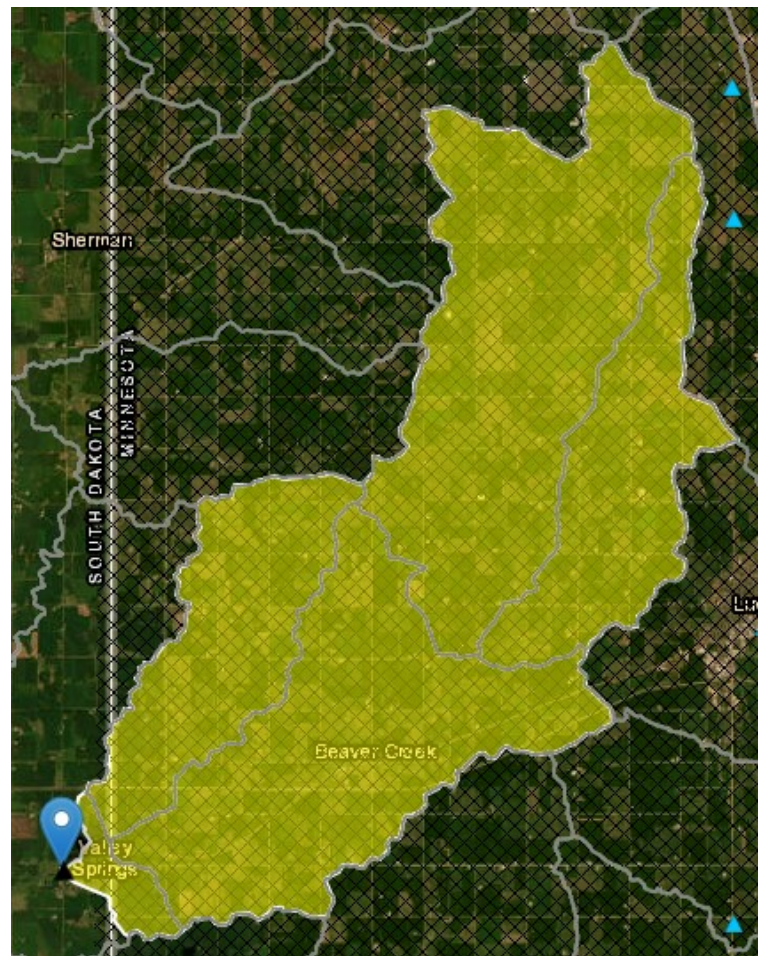 Sherman
SOUTH DAKOTA
MINNESOTA
Beaver Creek
Valley
Springs